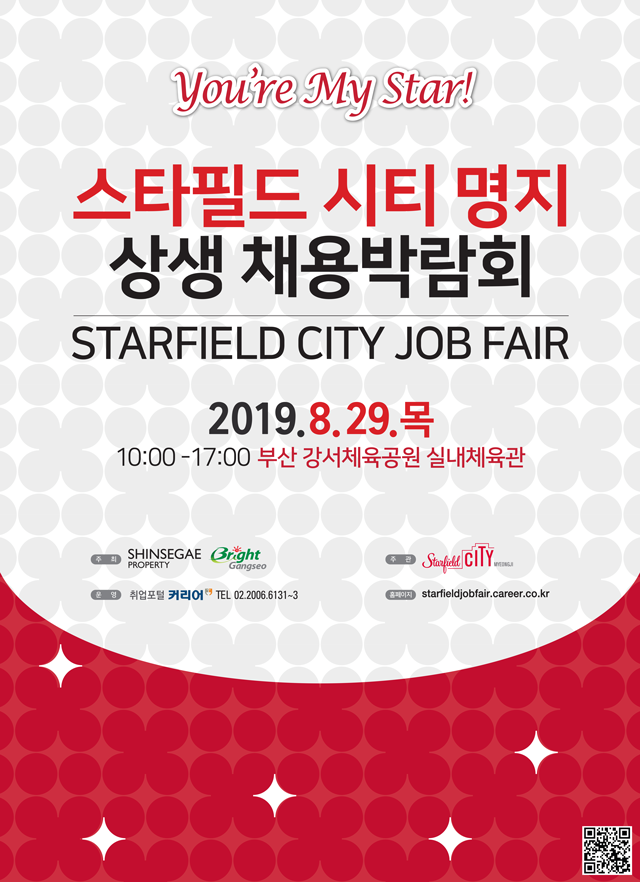 You're My Star!
스타필드 시티 명지
상생 채용박람회
STARFIELD CITY JOB FAIR
2019.8.29.목
10:00 -17:00 부산 강서체육공원 실내체육관
주 최 SHINSEGAE PROPERTY Bright Gangseo
주 관 Starfield CITY MYEONGJI
운 영 취업포털 커리어 TEL 02.2006.6131~3
홈페이지 starfieldjobfair.career.co.kr